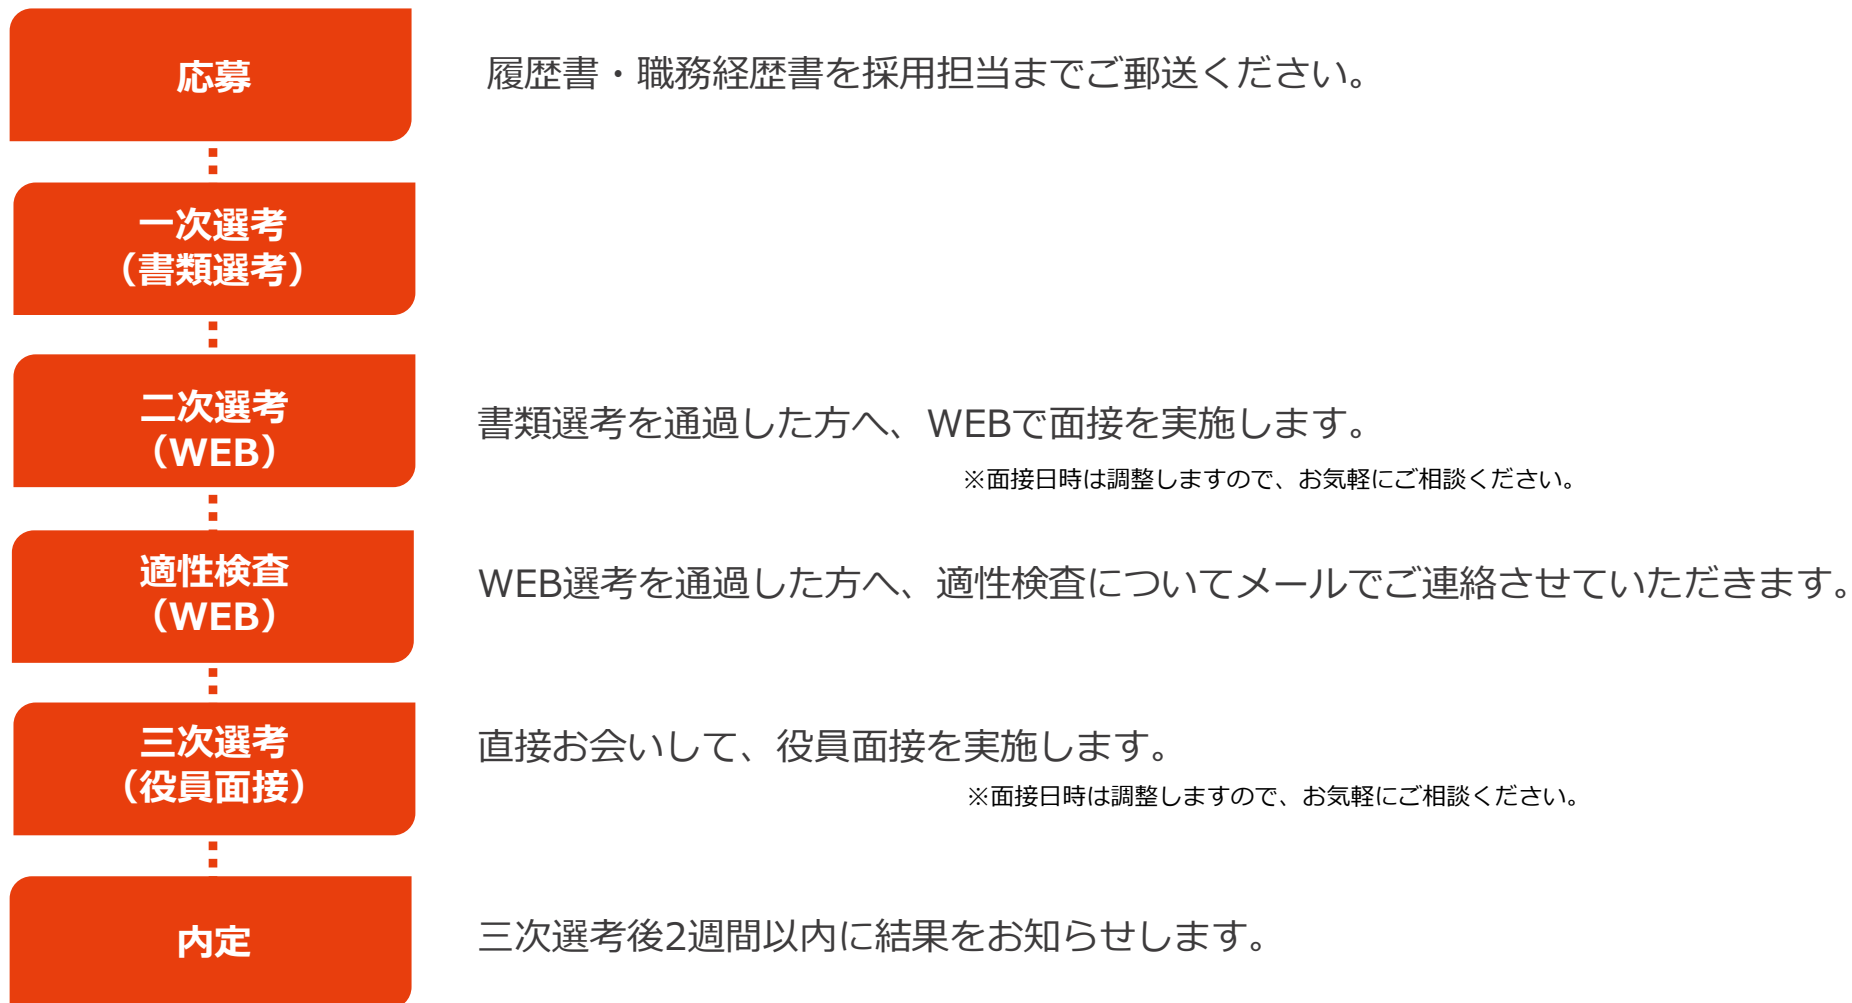 応募
履歴書・職務経歴書を採用担当までご郵送ください。
一次選考
（書類選考）
二次選考
（WEB）
書類選考を通過した方へ、WEBで面接を実施します。
※面接日時は調整しますので、お気軽にご相談ください。
適性検査
（WEB）
WEB選考を通過した方へ、適性検査についてメールでご連絡させていただきます。
三次選考
（役員面接）
直接お会いして、役員面接を実施します。
※面接日時は調整しますので、お気軽にご相談ください。
内定
三次選考後2週間以内に結果をお知らせします。